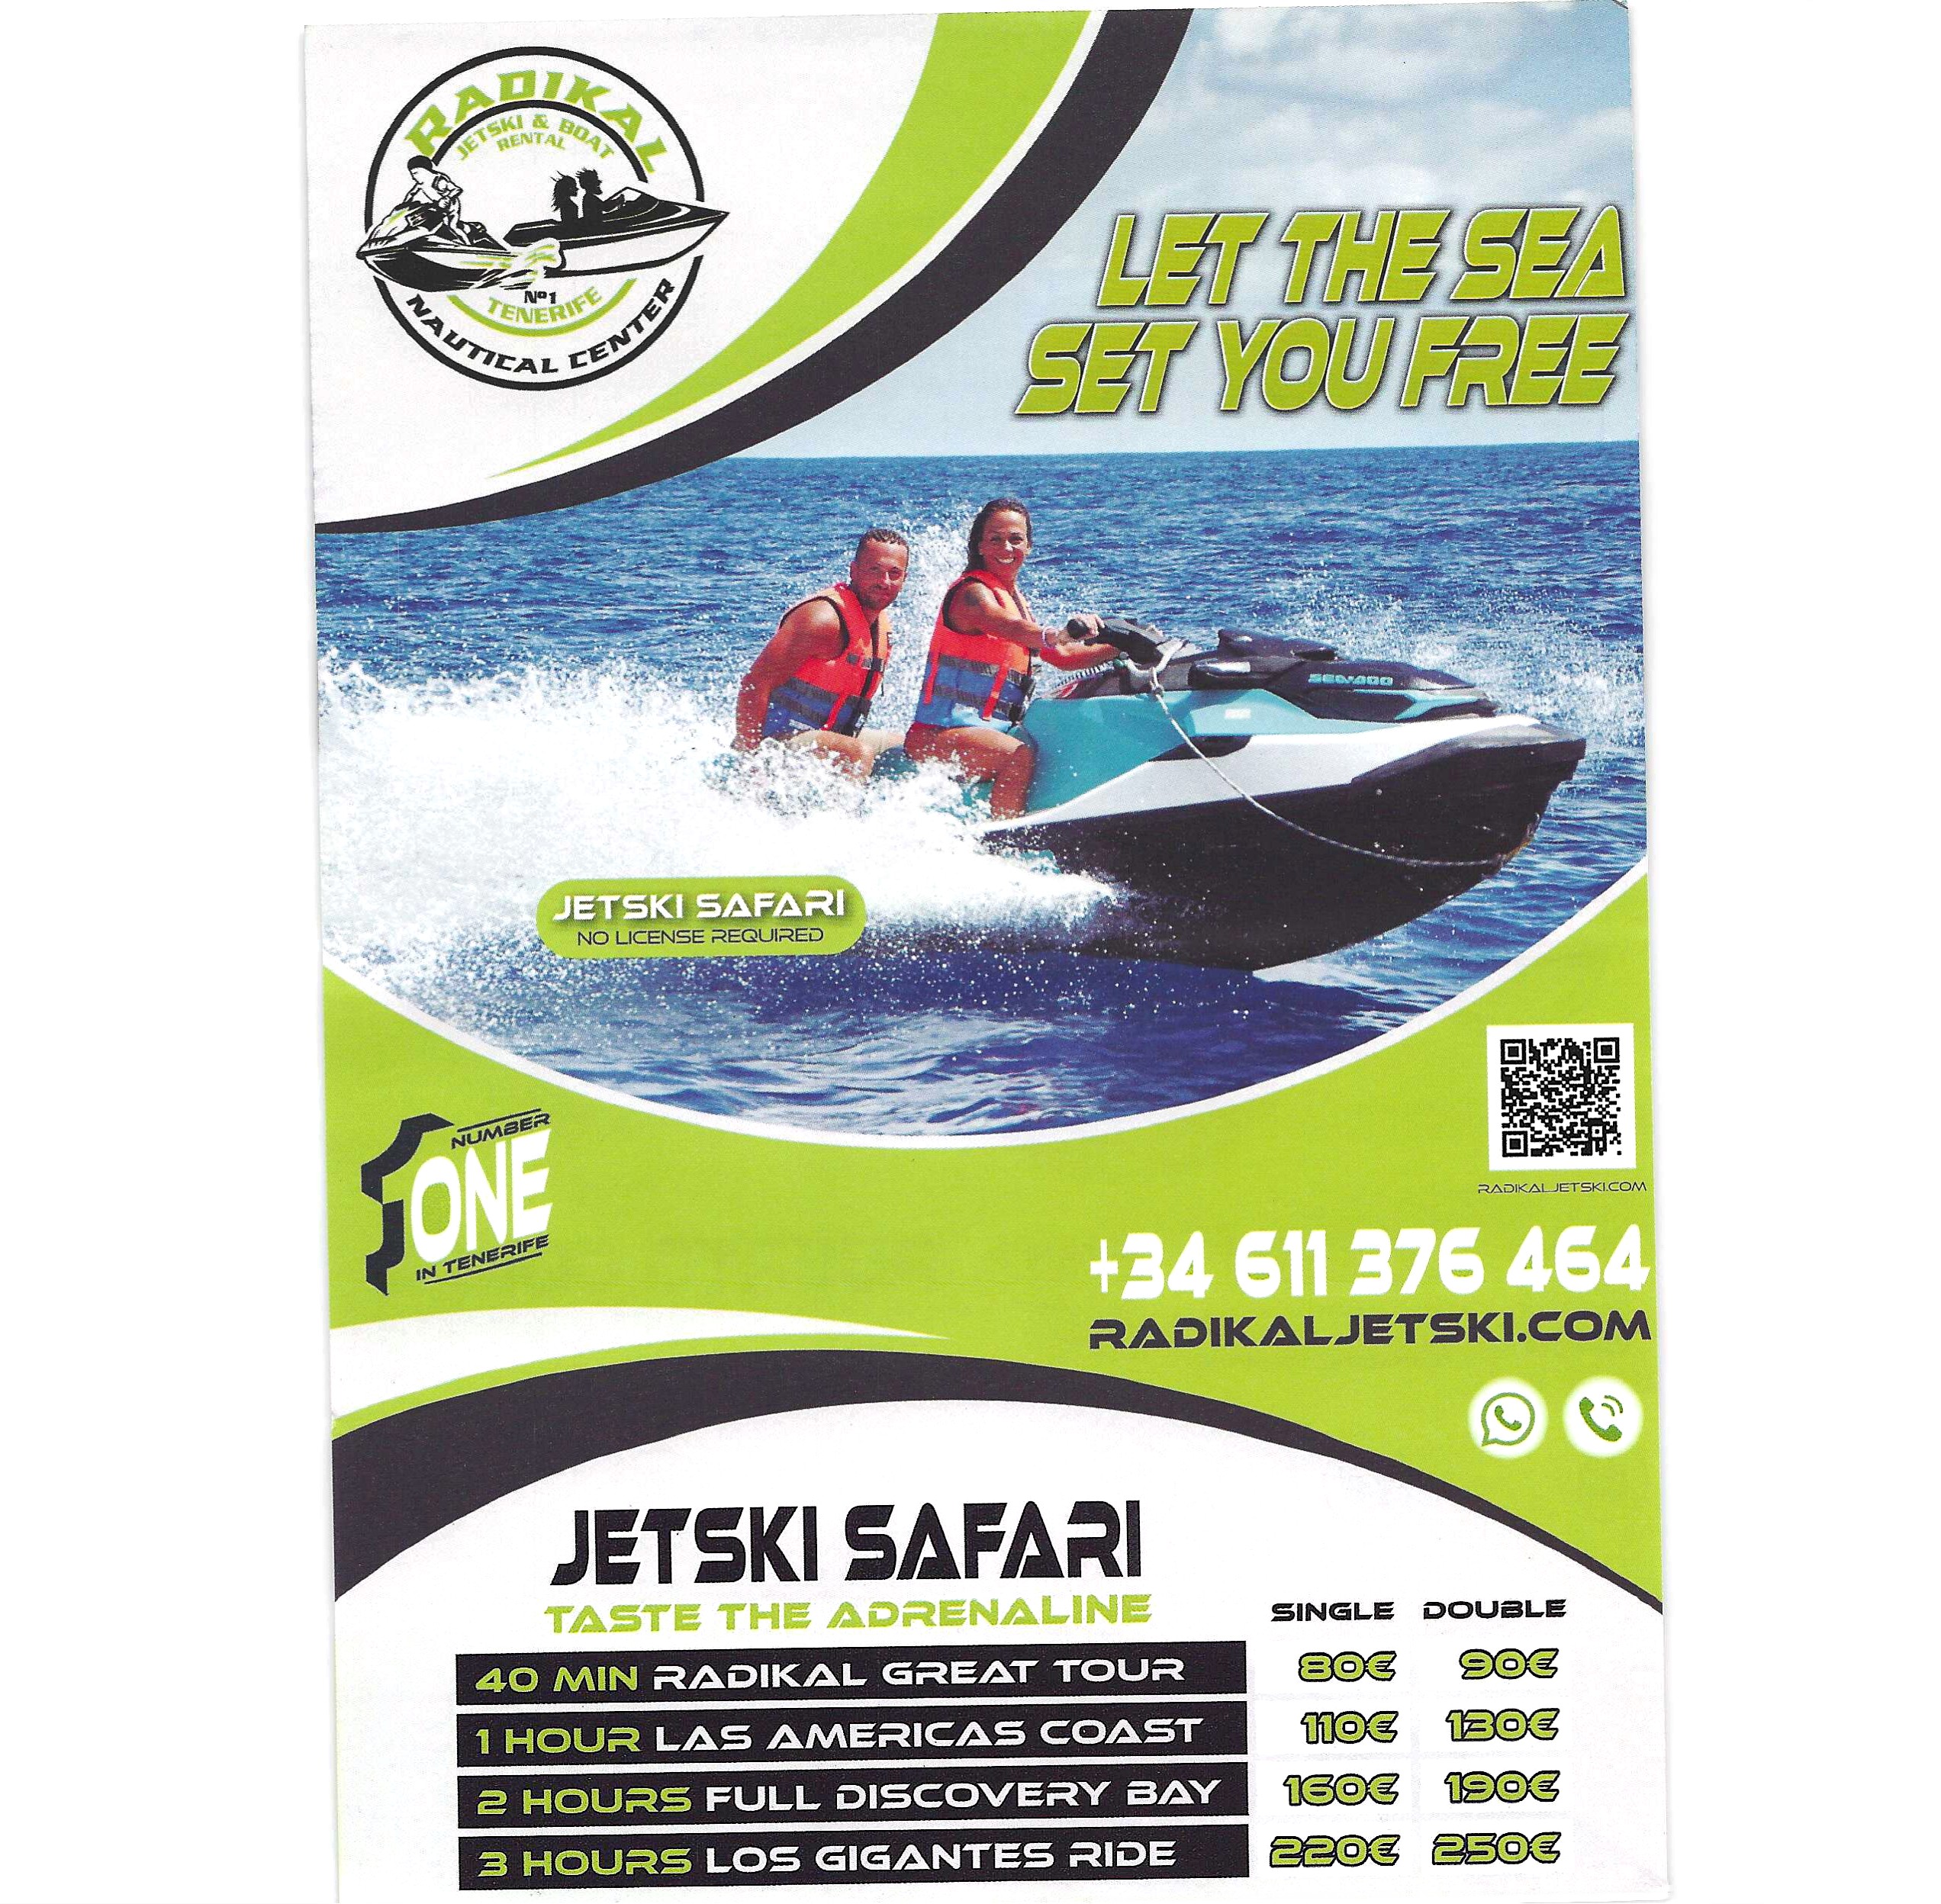 RADIKAL
JETSKI & BOAT
RENTAL
Nº1
TENERIFE
NAUTICAL CENTER
LET THE SEA
SET YOU FREE
SEA-DOO
JETSKI SAFARI
NO LICENSE REQUIRED
NUMBER
ONE
IN TENERIFE
RADIKALJETSKI.COM
+34 611 376 464
RADIKALJETSKI.COM
JETSKI SAFARI
TASTE THE ADRENALINE
SINGLE DOUBLE
40 MIN RADIKAL GREAT TOUR 80€ 90€
1 HOUR LAS AMERICAS COAST 110€ 130€
2 HOURS FULL DISCOVERY BAY 160€ 190€
3 HOURS LOS GIGANTES RIDE 220€ 250€